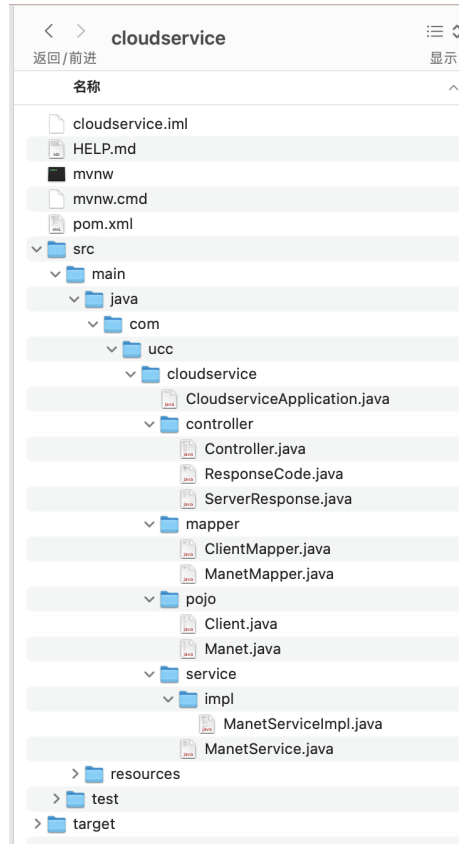 cloudservice
返回/前进
显示
名称
cloudservice.iml
HELP.md
mvnw
mvnw.cmd
pom.xml
src
main
java
com
ucc
cloudservice
CloudserviceApplication.java
controller
Controller.java
ResponseCode.java
ServerResponse.java
mapper
ClientMapper.java
ManetMapper.java
pojo
Client.java
Manet.java
service
impl
ManetServiceImpl.java
ManetService.java
resources
test
target